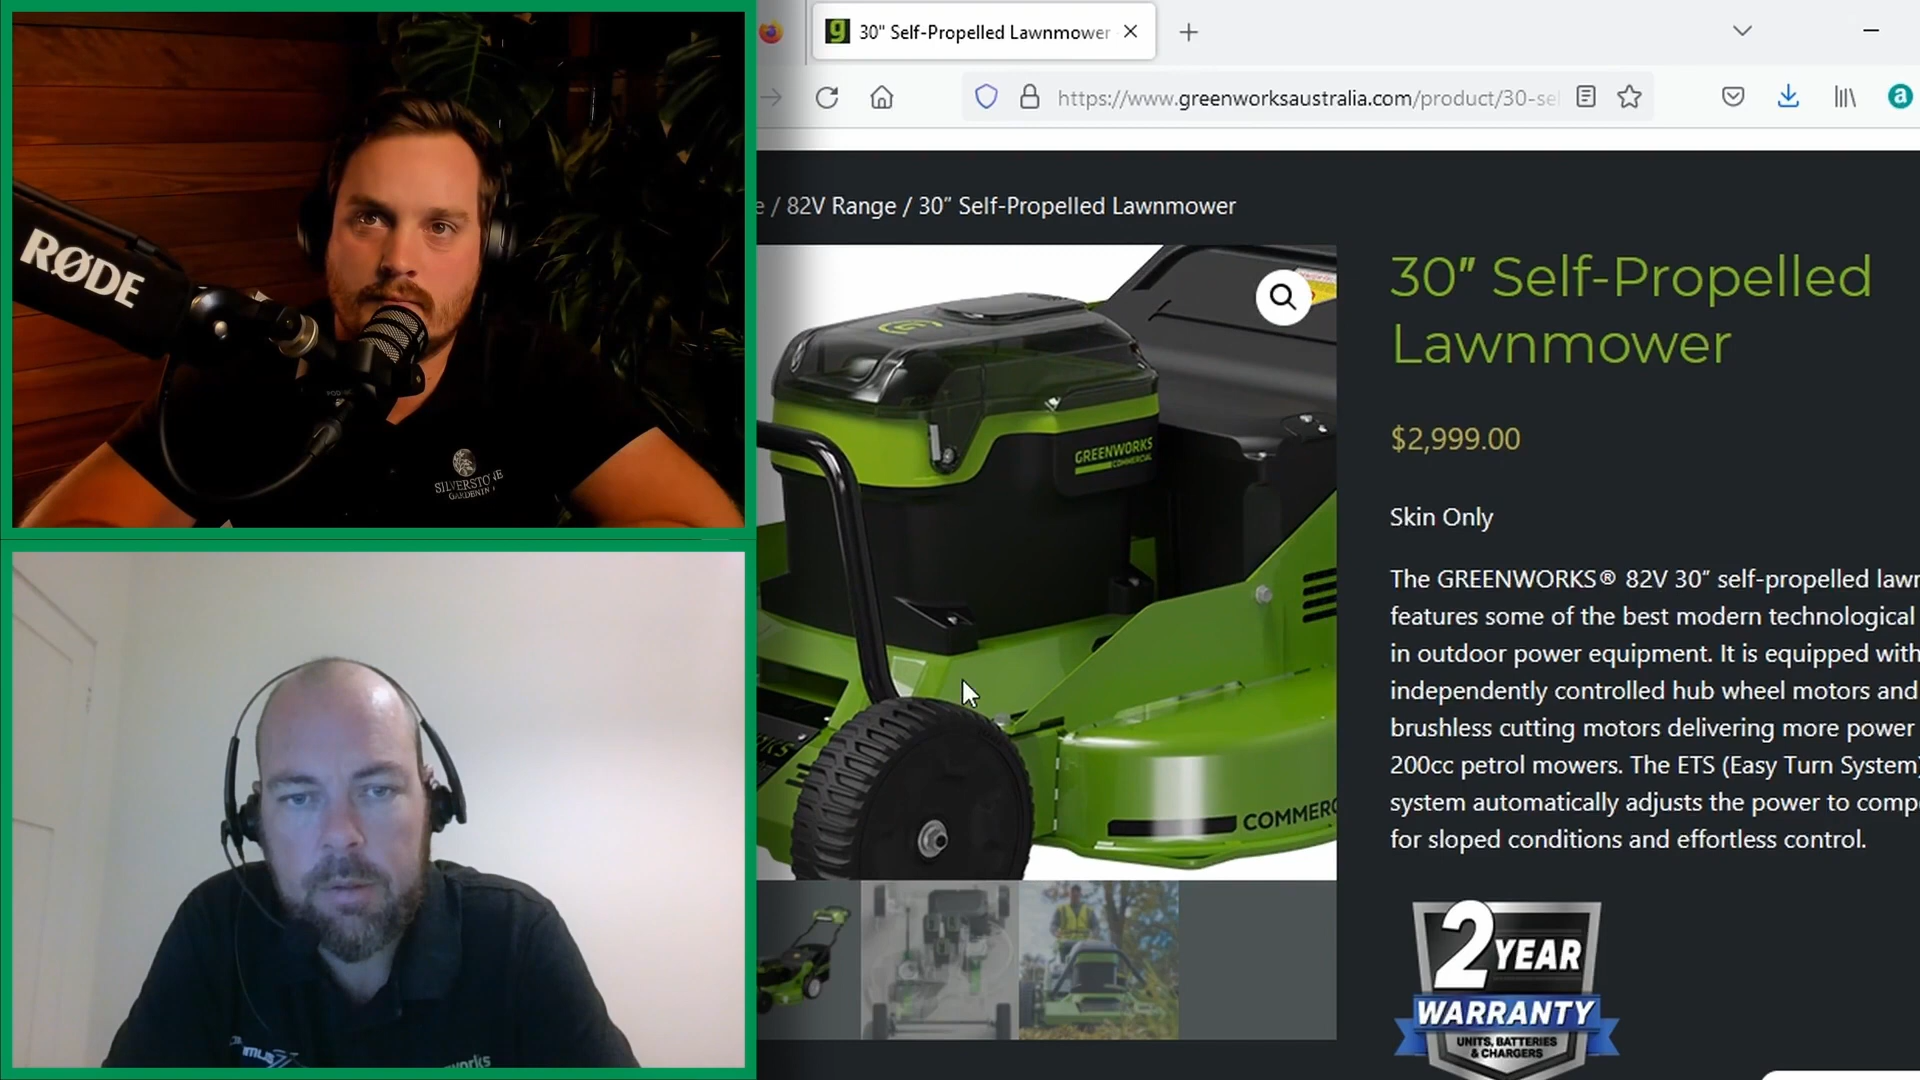 RØDE
SILVERSTONE
GARDENING
30" Self-Propelled Lawnmower
https://www.greenworksaustralia.com/product/30-se
/ 82V Range / 30″ Self-Propelled Lawnmower
GREENWORKS
COMMERCIAL
COMMERC
30″ Self-Propelled
Lawnmower
$2,999.00
Skin Only
The GREENWORKS® 82V 30″ self-propelled lawn
features some of the best modern technological
in outdoor power equipment. It is equipped with
independently controlled hub wheel motors and
brushless cutting motors delivering more power
200cc petrol mowers. The ETS (Easy Turn System)
system automatically adjusts the power to comp
for sloped conditions and effortless control.
2 YEAR
WARRANTY
UNITS, BATTERIES
& CHARGERS